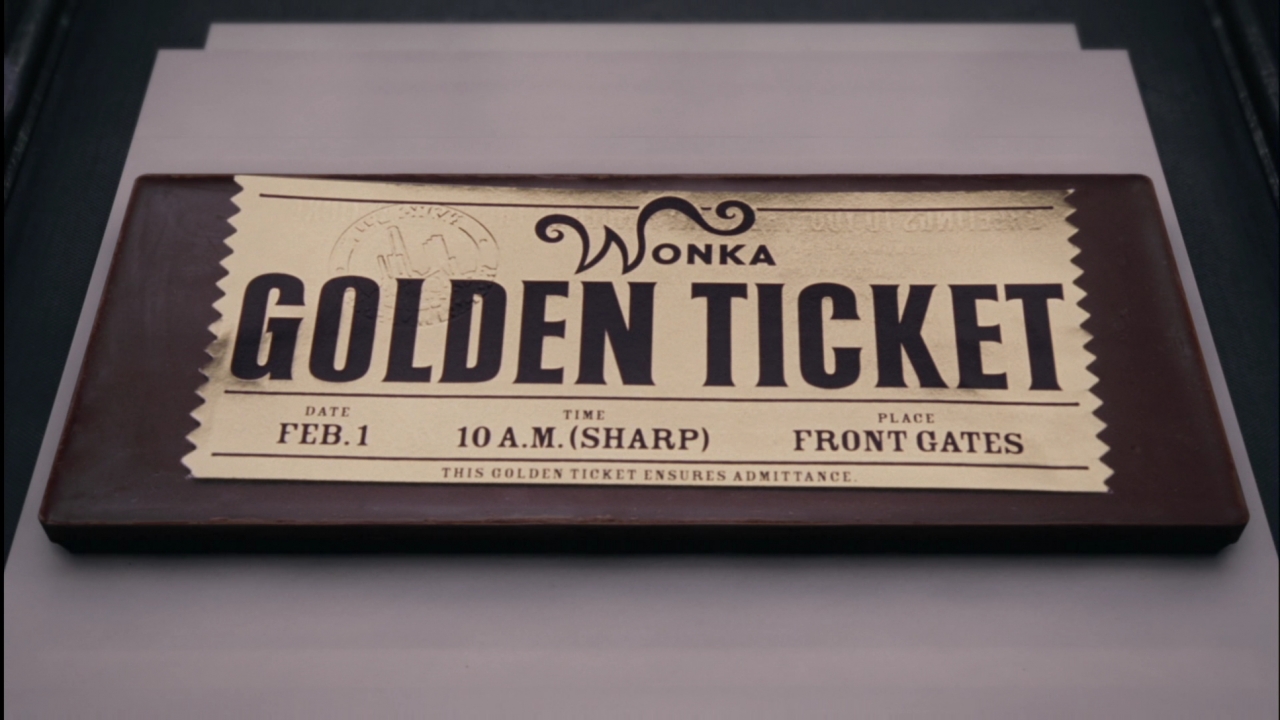 WONKA
GOLDEN TICKET
DATE TIME PLACE
FEB. 1 10 A.M. (SHARP) FRONT GATES
THIS GOLDEN TICKET ENSURES ADMITTANCE.